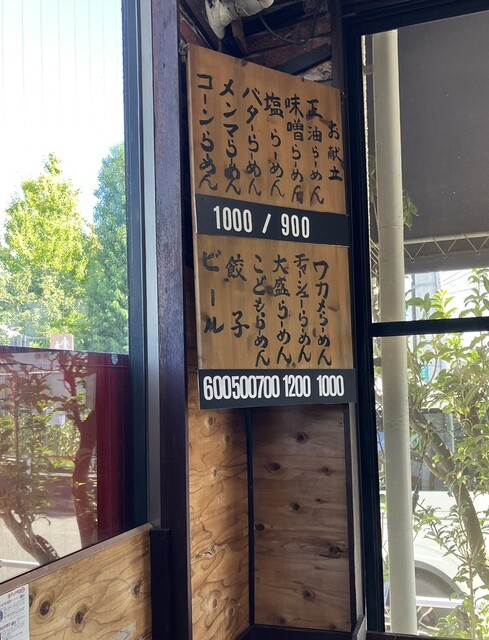 お献立
正油らーめん
味噌らーめん
塩らーめん
バターらーめん
メンマらーめん
コーンらーめん
1000 / 900
ワカメらーめん
チャーシューらーめん
大盛らーめん
こどもらーめん
餃子
ビール
600 500 700 1200 1000